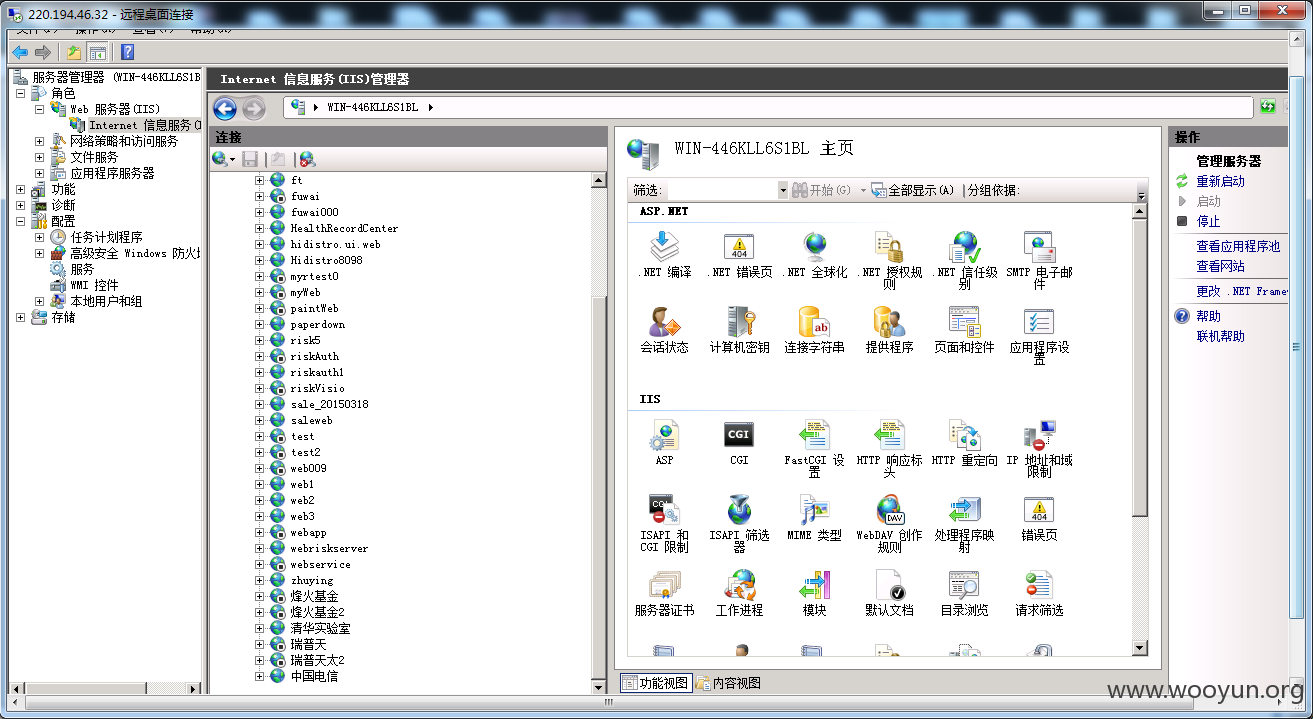 220.194.46.32 - 远程桌面连接
服务器管理器 (WIN-446KLL6S1B
角色
Web 服务器(IIS)
Internet 信息服务(I
网络策略和访问服务
文件服务
应用程序服务器
功能
诊断
配置
任务计划程序
高级安全 Windows 防火墙
服务
WMI 控件
本地用户和组
存储
Internet 信息服务(IIS)管理器
WIN-446KLL6S1BL
连接
ft
fuwai
fuwai000
HealthRecordCenter
hidistro.ui.web
Hidistro8098
myrtest0
myWeb
paintWeb
paperdown
risk5
riskAuth
riskauth1
riskVisio
sale_20150318
saleweb
test
test2
web009
web1
web2
web3
webapp
webriskserver
webservice
zhuying
烽火基金
烽火基金2
清华实验室
瑞普天
瑞普天太2
中国电信
WIN-446KLL6S1BL 主页
筛选:
开始(G)
全部显示(A)
分组依据:
ASP.NET
.NET 编译
.NET 错误页
.NET 全球化
.NET 授权规则
.NET 信任级别
SMTP 电子邮件
会话状态
计算机密钥
连接字符串
提供程序
页面和控件
应用程序设置
IIS
ASP
CGI
FastCGI 设置
HTTP 响应标头
HTTP 重定向
IP 地址和域限制
ISAPI 和 CGI 限制
ISAPI 筛选器
MIME 类型
WebDAV 创作规则
处理程序映射
错误页
服务器证书
工作进程
模块
默认文档
目录浏览
请求筛选
功能视图
内容视图
操作
管理服务器
重新启动
启动
停止
查看应用程序池
查看网站
更改 .NET Frame
帮助
联机帮助
www.wooyun.org